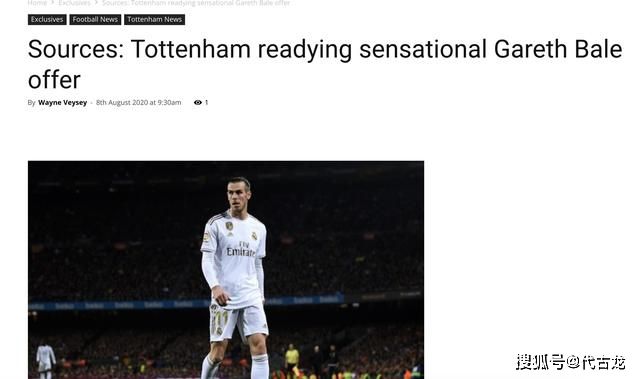 Home > Exclusives > Sources: Tottenham readying sensational Gareth Bale offer
Exclusives Football News Tottenham News
Sources: Tottenham readying sensational Gareth Bale
offer
By Wayne Veysey - 8th August 2020 at 9:30am 1
Fly
Emirates
11
搜狐号@代古龙